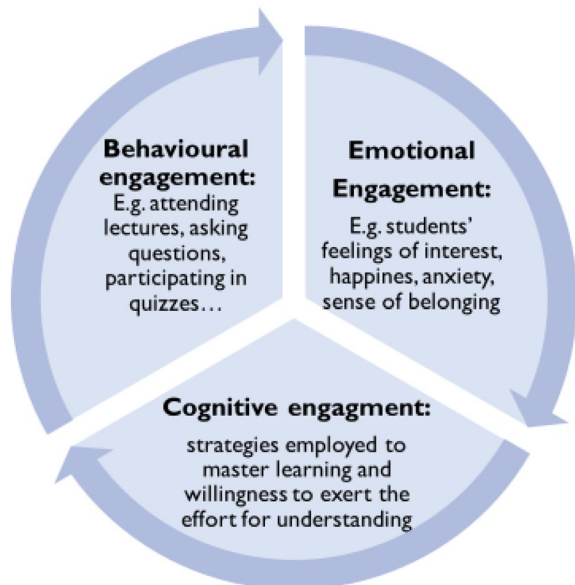 Behavioural
engagement:
E.g. attending
lectures, asking
questions,
participating in
quizzes...
Emotional
Engagement:
E.g. students'
feelings of interest,
happines, anxiety,
sense of belonging
Cognitive engagment:
strategies employed to
master learning and
willingness to exert the
effort for understanding